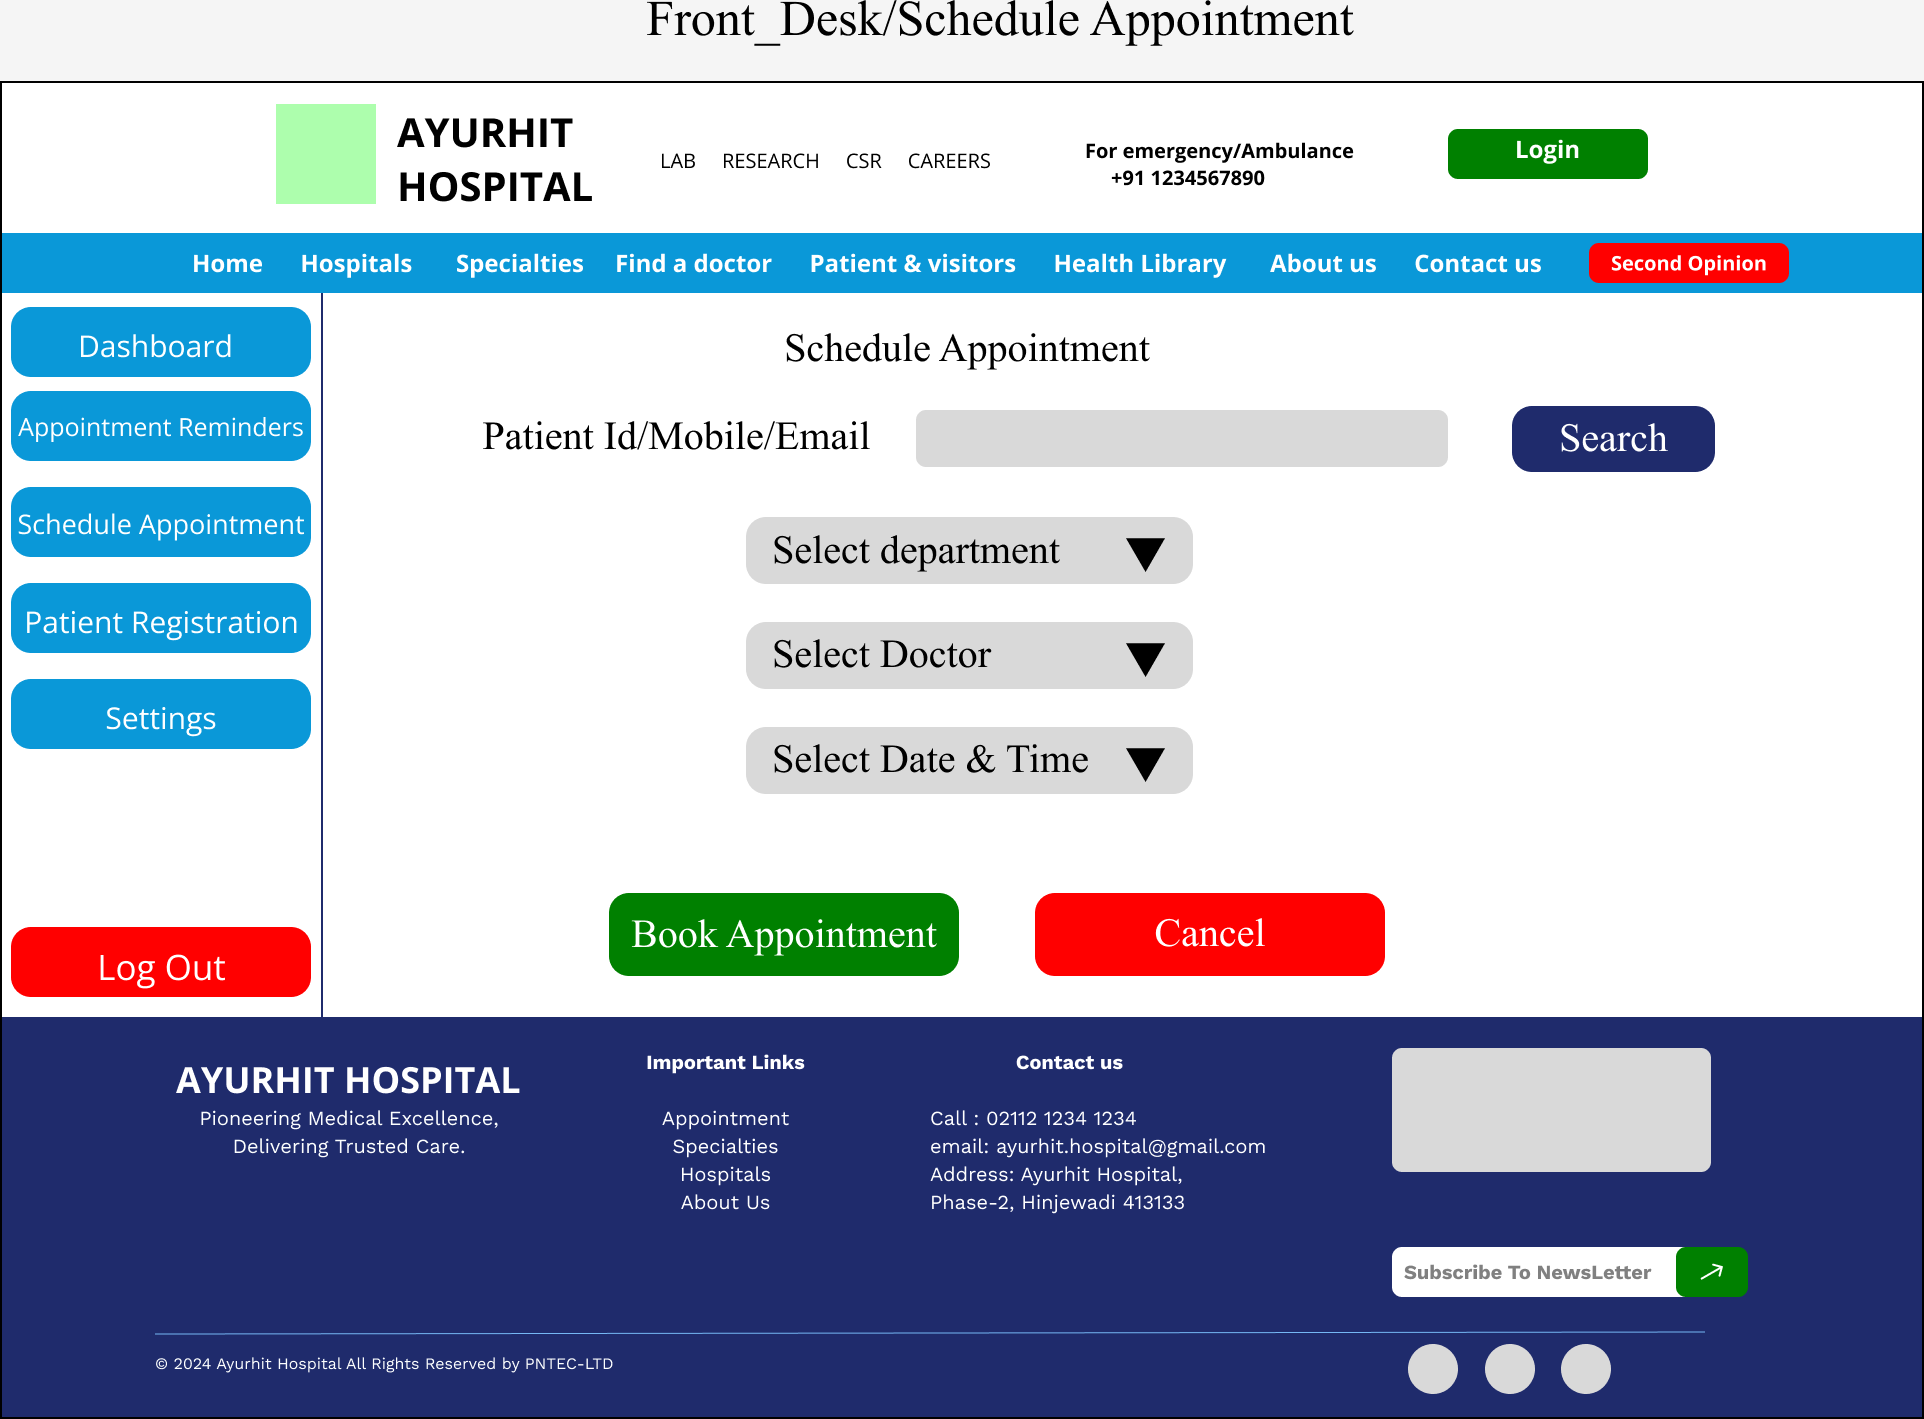 Front_Desk/Schedule Appointment
AYURHIT
HOSPITAL
LAB RESEARCH CSR CAREERS
For emergency/Ambulance
+91 1234567890
Login
Home Hospitals Specialties Find a doctor Patient & visitors Health Library About us Contact us Second Opinion
Dashboard
Appointment Reminders
Schedule Appointment
Patient Registration
Settings
Log Out
Schedule Appointment
Patient Id/Mobile/Email
Search
Select department
Select Doctor
Select Date & Time
Book Appointment
Cancel
AYURHIT HOSPITAL
Pioneering Medical Excellence,
Delivering Trusted Care.
Important Links
Appointment
Specialties
Hospitals
About Us
Contact us
Call : 02112 1234 1234
email: ayurhit.hospital@gmail.com
Address: Ayurhit Hospital,
Phase-2, Hinjewadi 413133
Subscribe To NewsLetter
© 2024 Ayurhit Hospital All Rights Reserved by PNTEC-LTD